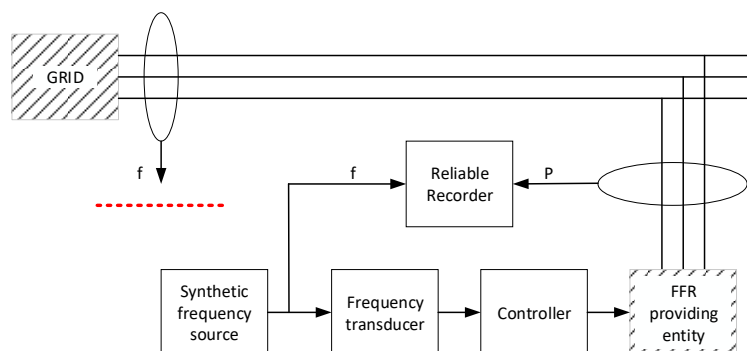 GRID
f
f
Reliable
Recorder
P
Synthetic
frequency
source
Frequency
transducer
Controller
FFR
providing
entity